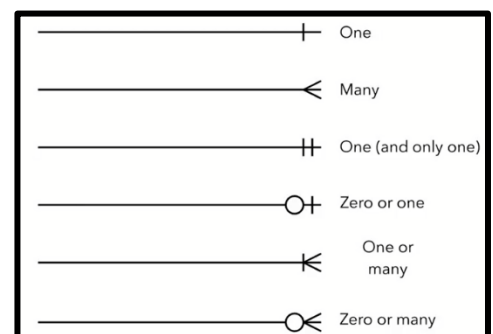 One
Many
One (and only one)
Zero or one
One or
many
Zero or many